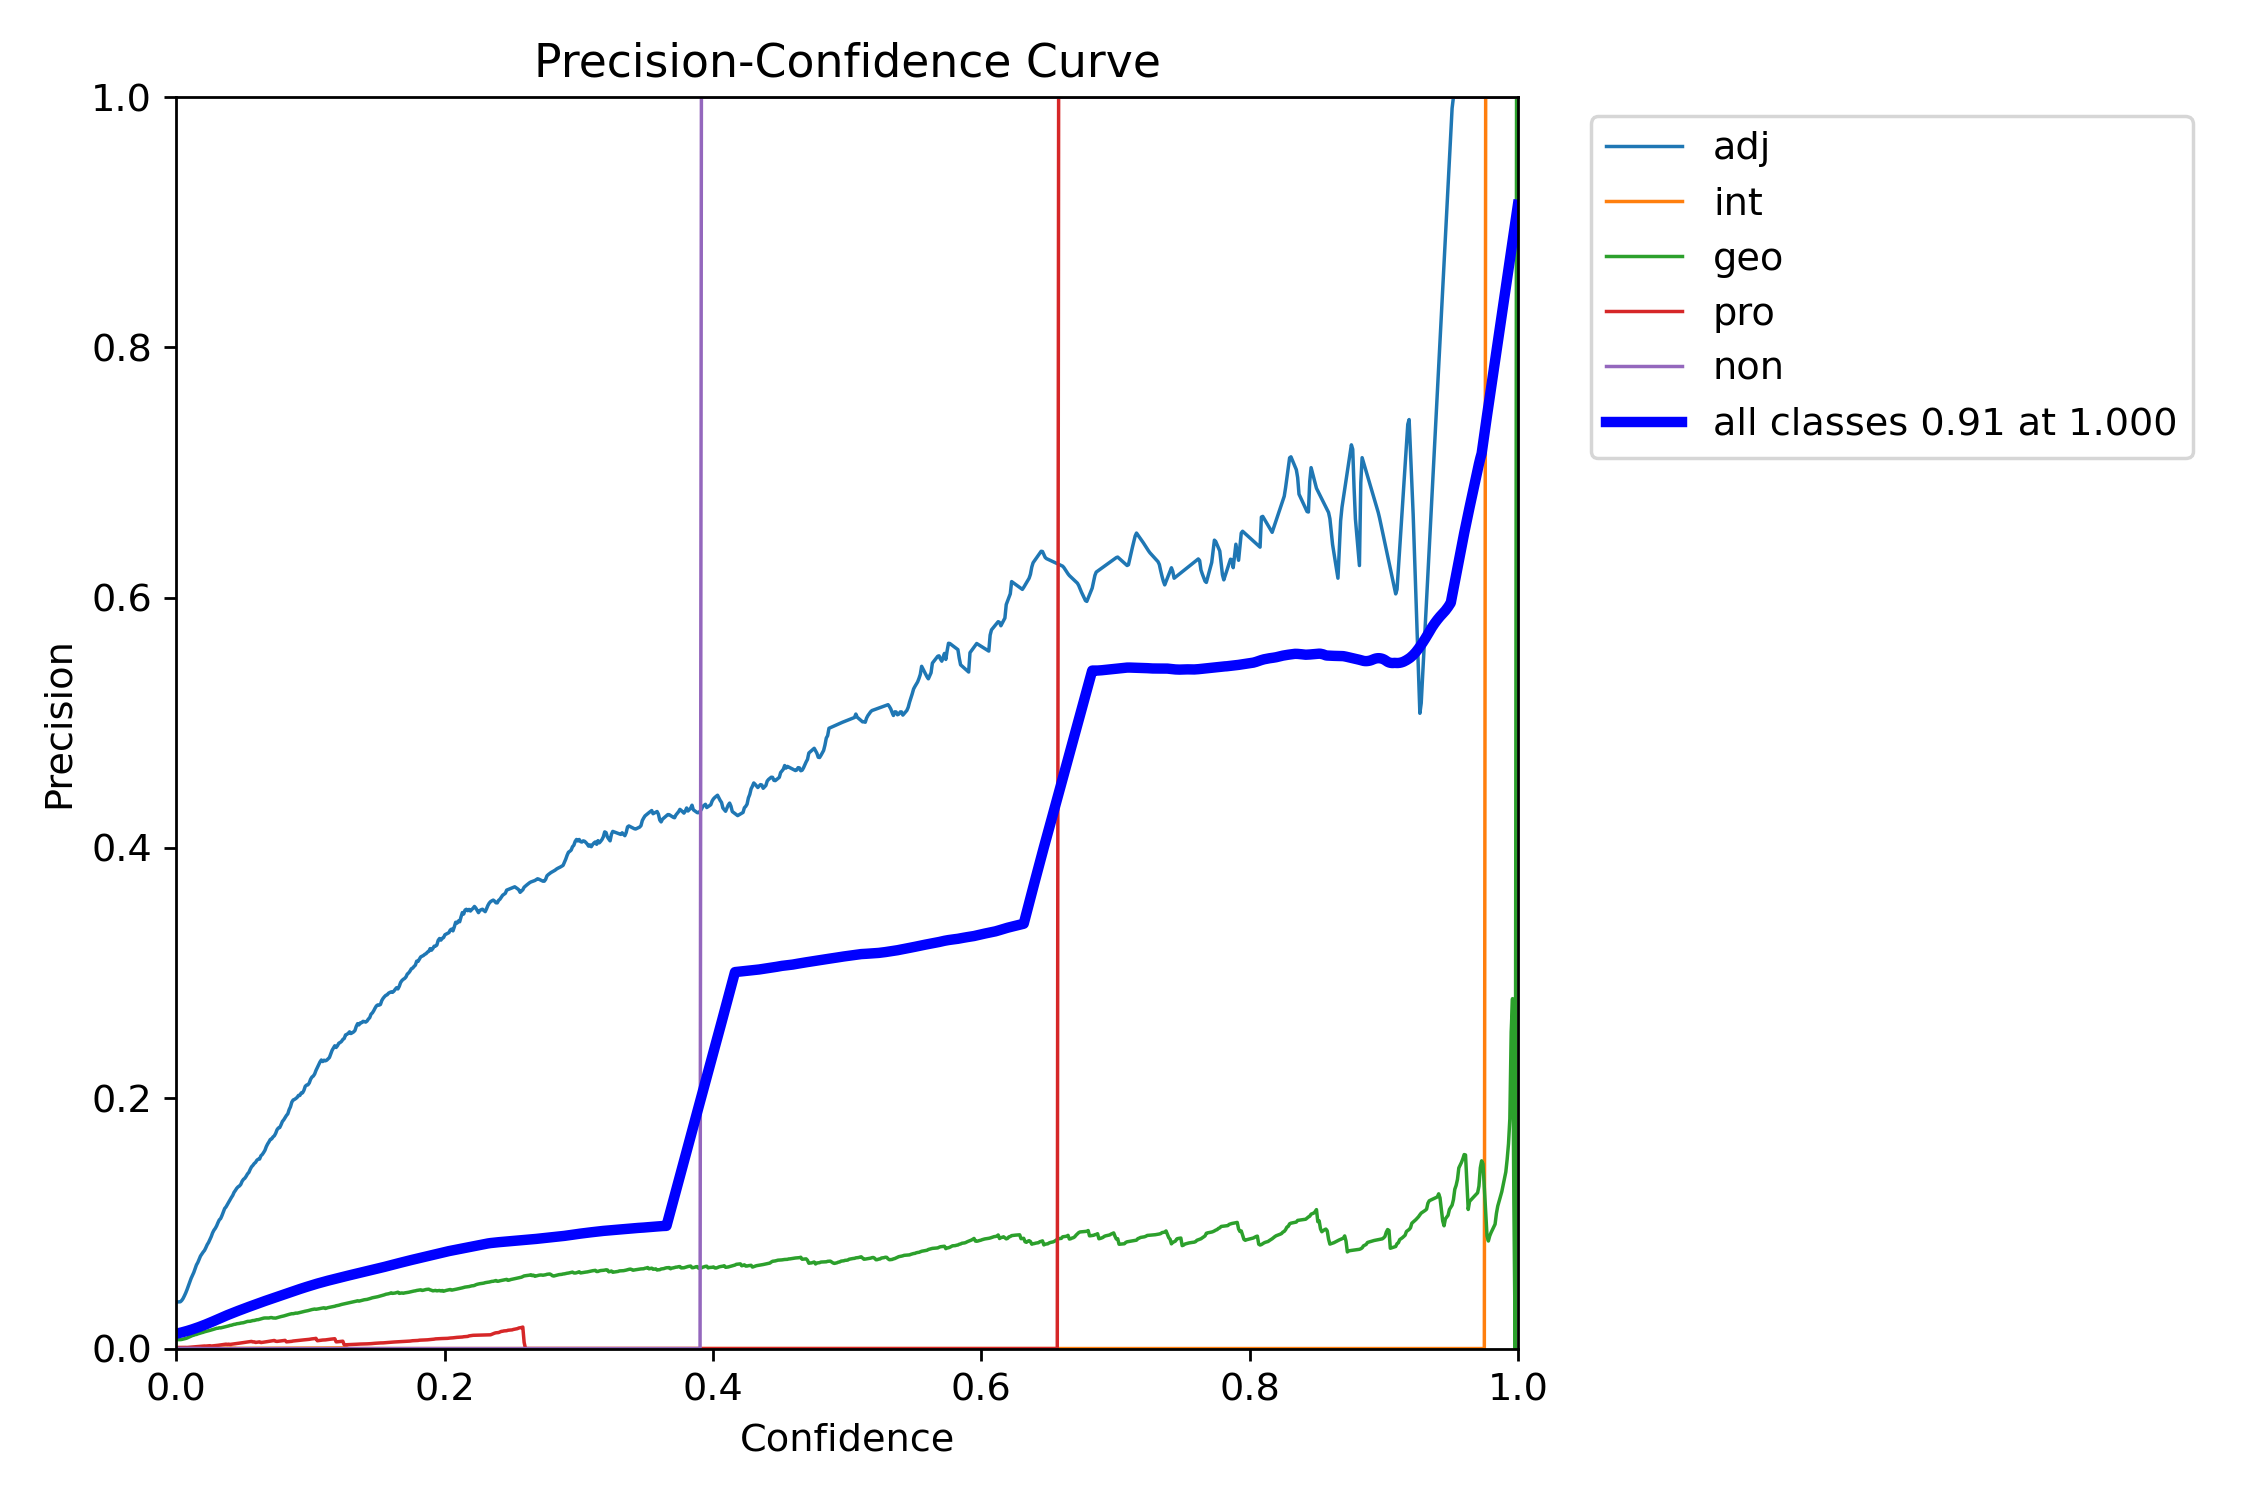 Precision-Confidence Curve
1.0
0.8
0.6
0.4
0.2
0.0
Precision
0.0 0.2 0.4 0.6 0.8 1.0
Confidence
adj
int
geo
pro
non
all classes 0.91 at 1.000